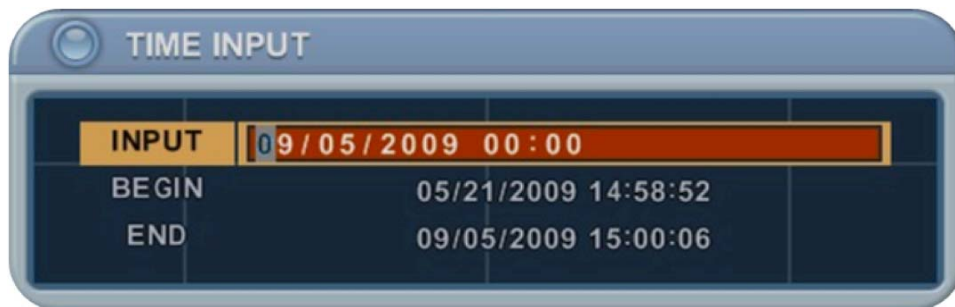 TIME INPUT
INPUT 09/05/2009 00:00
BEGIN 05/21/2009 14:58:52
END 09/05/2009 15:00:06